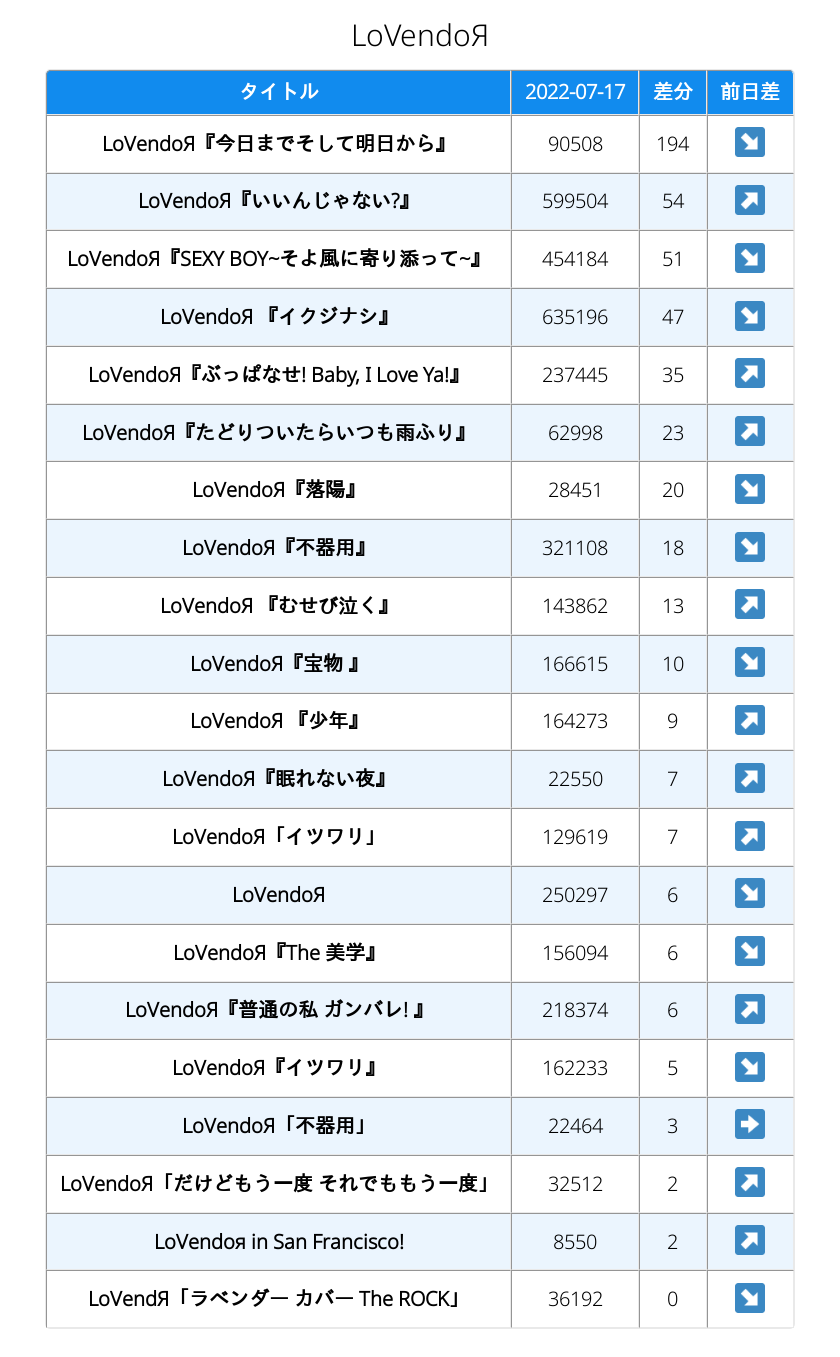 LoVendoЯ
タイトル 2022-07-17 差分 前日差
LoVendoЯ『今日までそして明日から』 90508 194 ↘
LoVendoЯ『いいんじゃない?』 599504 54 ↗
LoVendoЯ『SEXY BOY~そよ風に寄り添って~』 454184 51 ↘
LoVendoЯ 『イクジナシ』 635196 47 ↘
LoVendoЯ『ぶっぱなせ! Baby, I Love Ya!』 237445 35 ↗
LoVendoЯ『たどりついたらいつも雨ふり』 62998 23 ↗
LoVendoЯ『落陽』 28451 20 ↘
LoVendoЯ『不器用』 321108 18 ↘
LoVendoЯ 『むせび泣く』 143862 13 ↗
LoVendoЯ『宝物 』 166615 10 ↘
LoVendoЯ 『少年』 164273 9 ↗
LoVendoЯ『眠れない夜』 22550 7 ↗
LoVendoЯ「イツワリ」 129619 7 ↗
LoVendoЯ 250297 6 ↘
LoVendoЯ『The 美学』 156094 6 ↘
LoVendoЯ『普通の私 ガンバレ! 』 218374 6 ↗
LoVendoЯ『イツワリ』 162233 5 ↘
LoVendoЯ「不器用」 22464 3 ➡
LoVendoЯ「だけどもう一度 それでももう一度」 32512 2 ↗
LoVendoя in San Francisco! 8550 2 ↗
LoVendЯ「ラベンダー カバー The ROCK」 36192 0 ↘